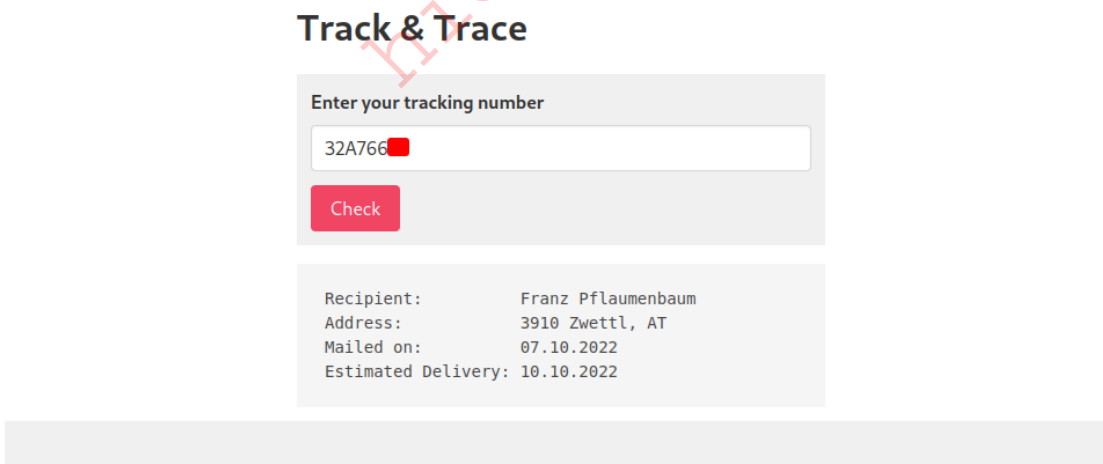 Track & Trace
Enter your tracking number
32A766
Check
Recipient: Franz Pflaumenbaum
Address: 3910 Zwettl, AT
Mailed on: 07.10.2022
Estimated Delivery: 10.10.2022